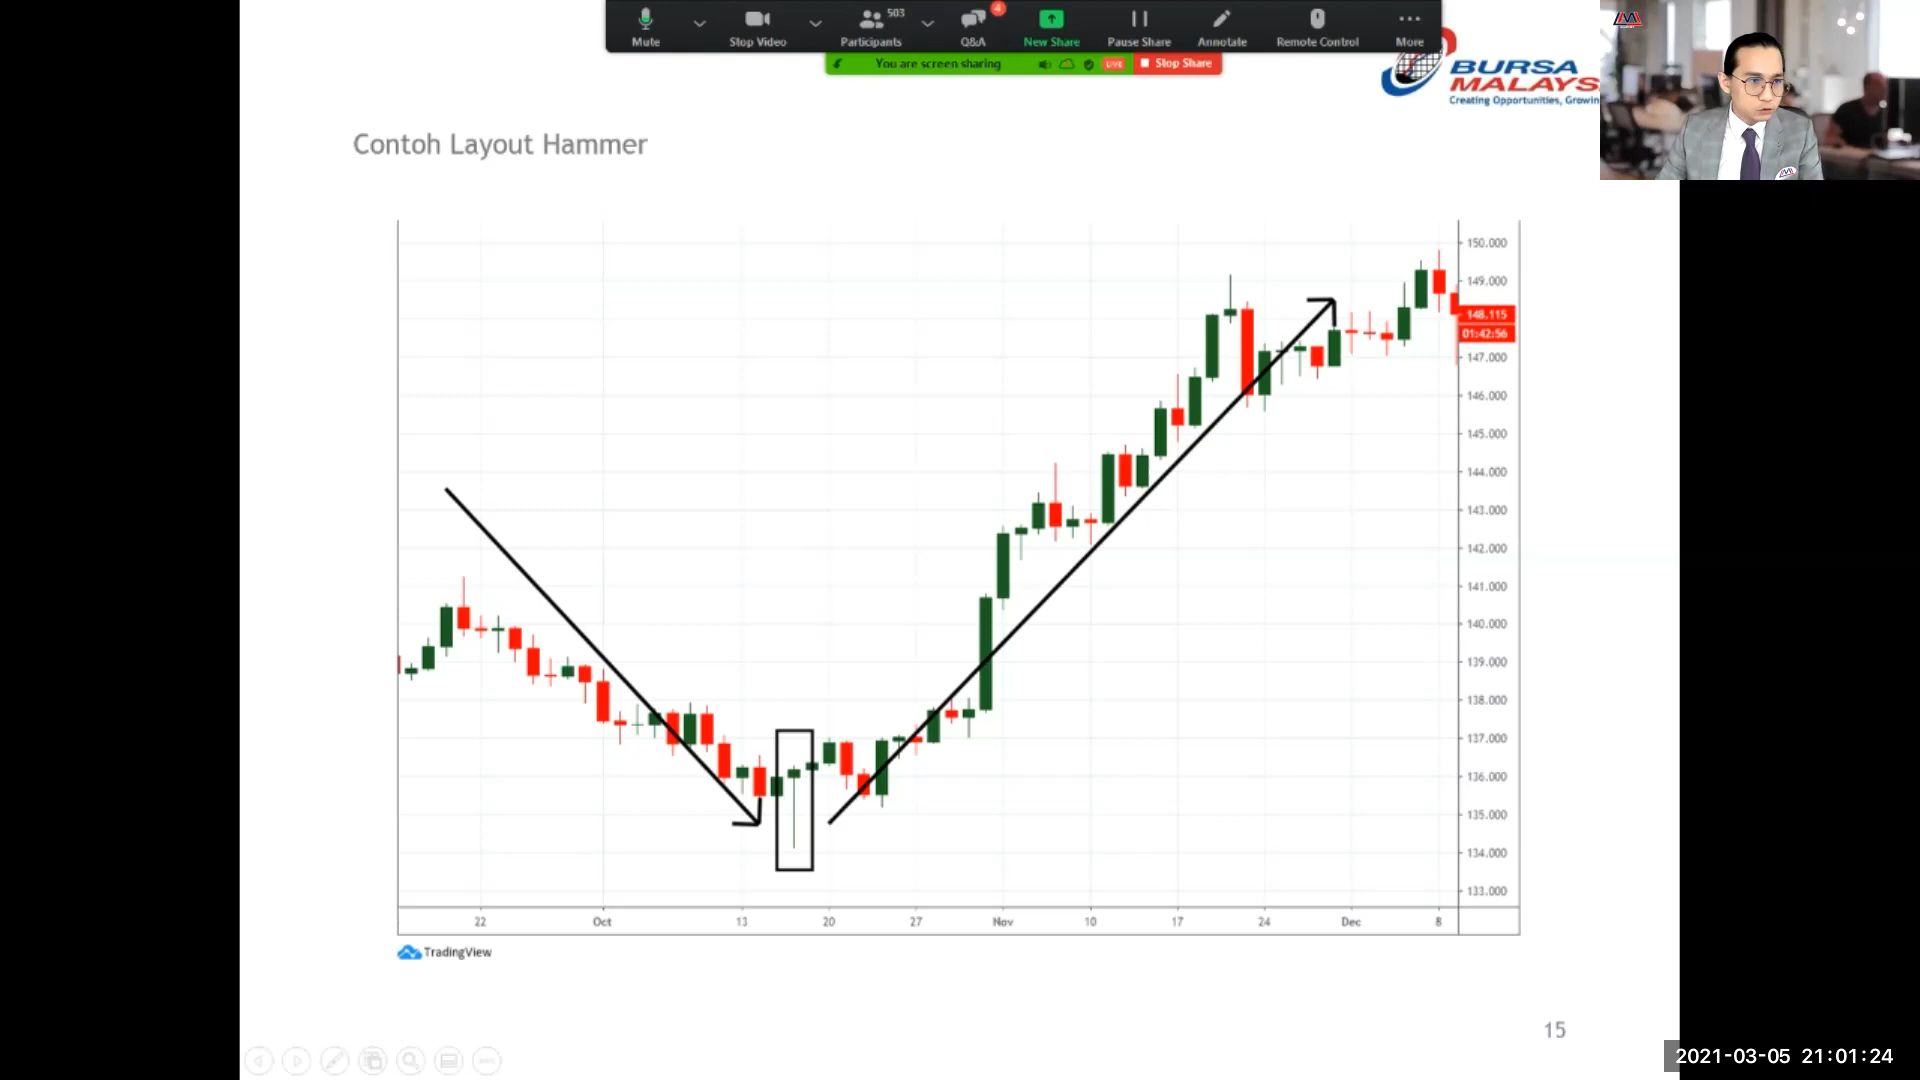 503
4
Mute
Stop Video
Participants
Q&A
New Share
Pause Share
Annotate
Remote Control
More
You are screen sharing
LIVE
Stop Share
BURSA
MALAYS
Creating Opportunities, Growin
Contoh Layout Hammer
150.000
149.000
148.115
01:42:56
147.000
146.000
145.000
144.000
143.000
142.000
141.000
140.000
139.000
138.000
137.000
136.000
135.000
134.000
133.000
22
Oct
13
20
27
Nov
10
17
24
Dec
8
TradingView
15
2021-03-05 21:01:24